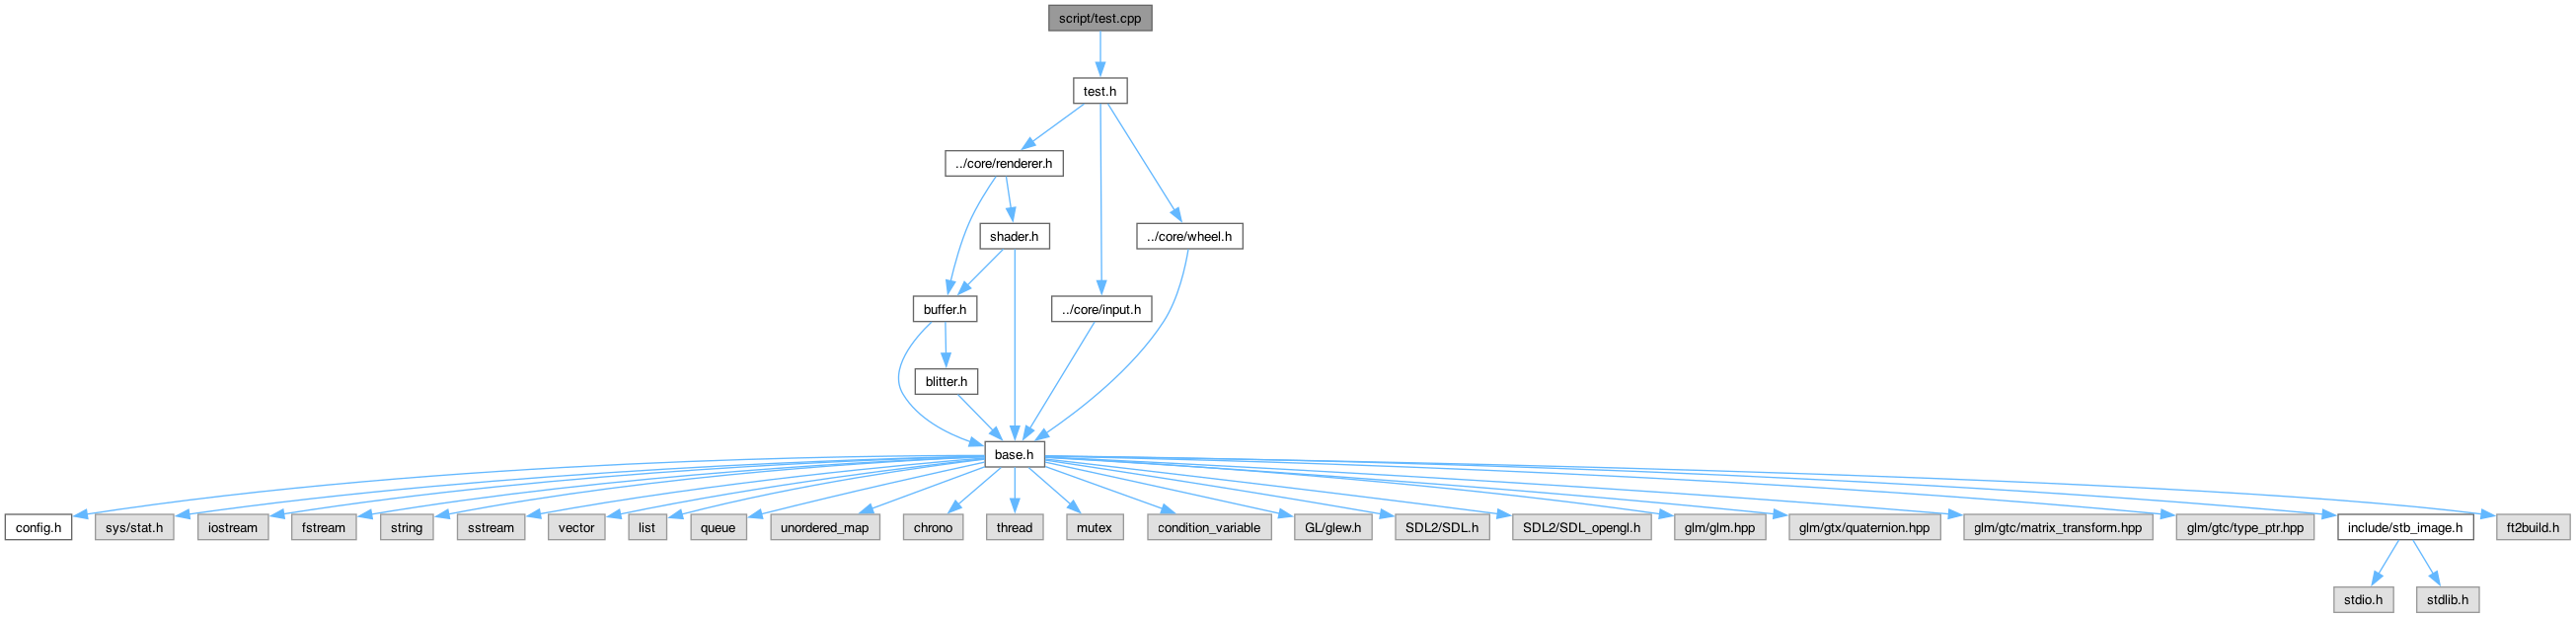 script/test.cpp
test.h
../core/renderer.h
shader.h
../core/wheel.h
buffer.h
../core/input.h
blitter.h
base.h
config.h
sys/stat.h
iostream
fstream
string
sstream
vector
list
queue
unordered_map
chrono
thread
mutex
condition_variable
GL/glew.h
SDL2/SDL.h
SDL2/SDL_opengl.h
glm/glm.hpp
glm/gtx/quaternion.hpp
glm/gtc/matrix_transform.hpp
glm/gtc/type_ptr.hpp
include/stb_image.h
ft2build.h
stdio.h
stdlib.h